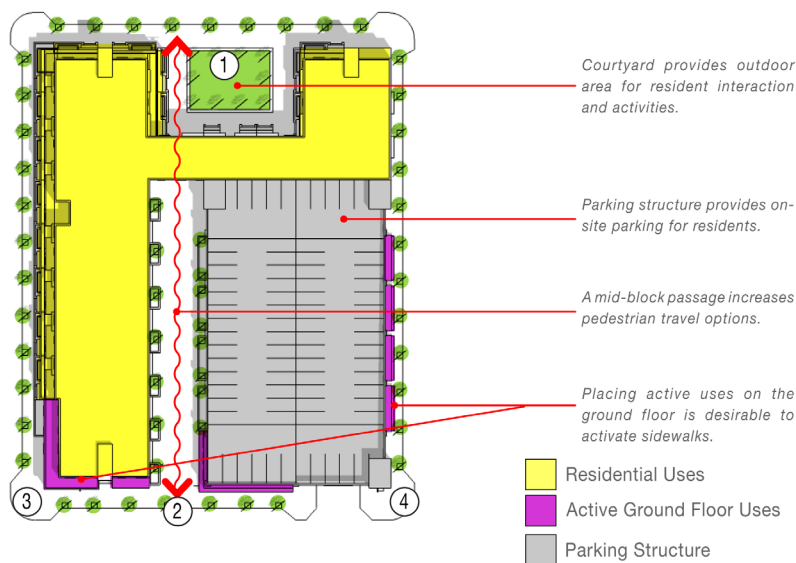 1
Courtyard provides outdoor
area for resident interaction
and activities.
Parking structure provides on-
site parking for residents.
A mid-block passage increases
pedestrian travel options.
Placing active uses on the
ground floor is desirable to
activate sidewalks.
Residential Uses
3
2
4
Active Ground Floor Uses
Parking Structure